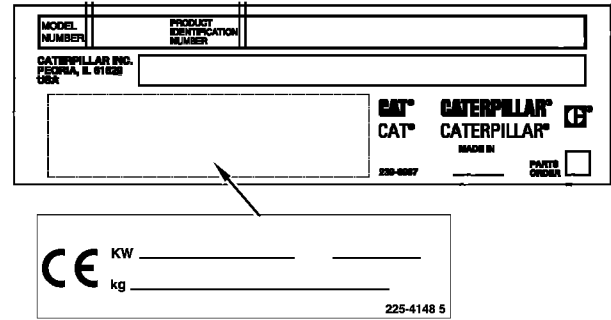 MODEL NUMBER
PRODUCT IDENTIFICATION NUMBER
CATERPILLAR INC.
PEORIA, IL 61629
USA
CAT® CATERPILLAR® C
CAT® CATERPILLAR®
MADE IN
PARTS ORDER
CE KW
kg
225-4148 5